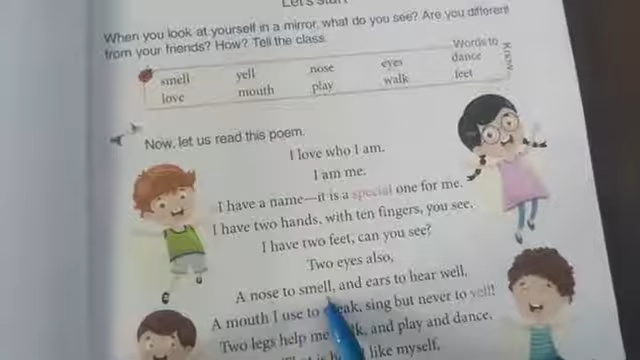 Let's start
When you look at yourself in a mirror, what do you see? Are you different
from your friends? How? Tell the class.
Words to
Know
smell yell nose eyes dance
love mouth play walk feet
Now, let us read this poem.
I love who I am.
I am me.
I have a name—it is a special one for me.
I have two hands, with ten fingers, you see.
I have two feet, can you see?
Two eyes also,
A nose to smell, and ears to hear well,
A mouth I use to sing but never to yell!
Two legs help me and play and dance,
like myself,